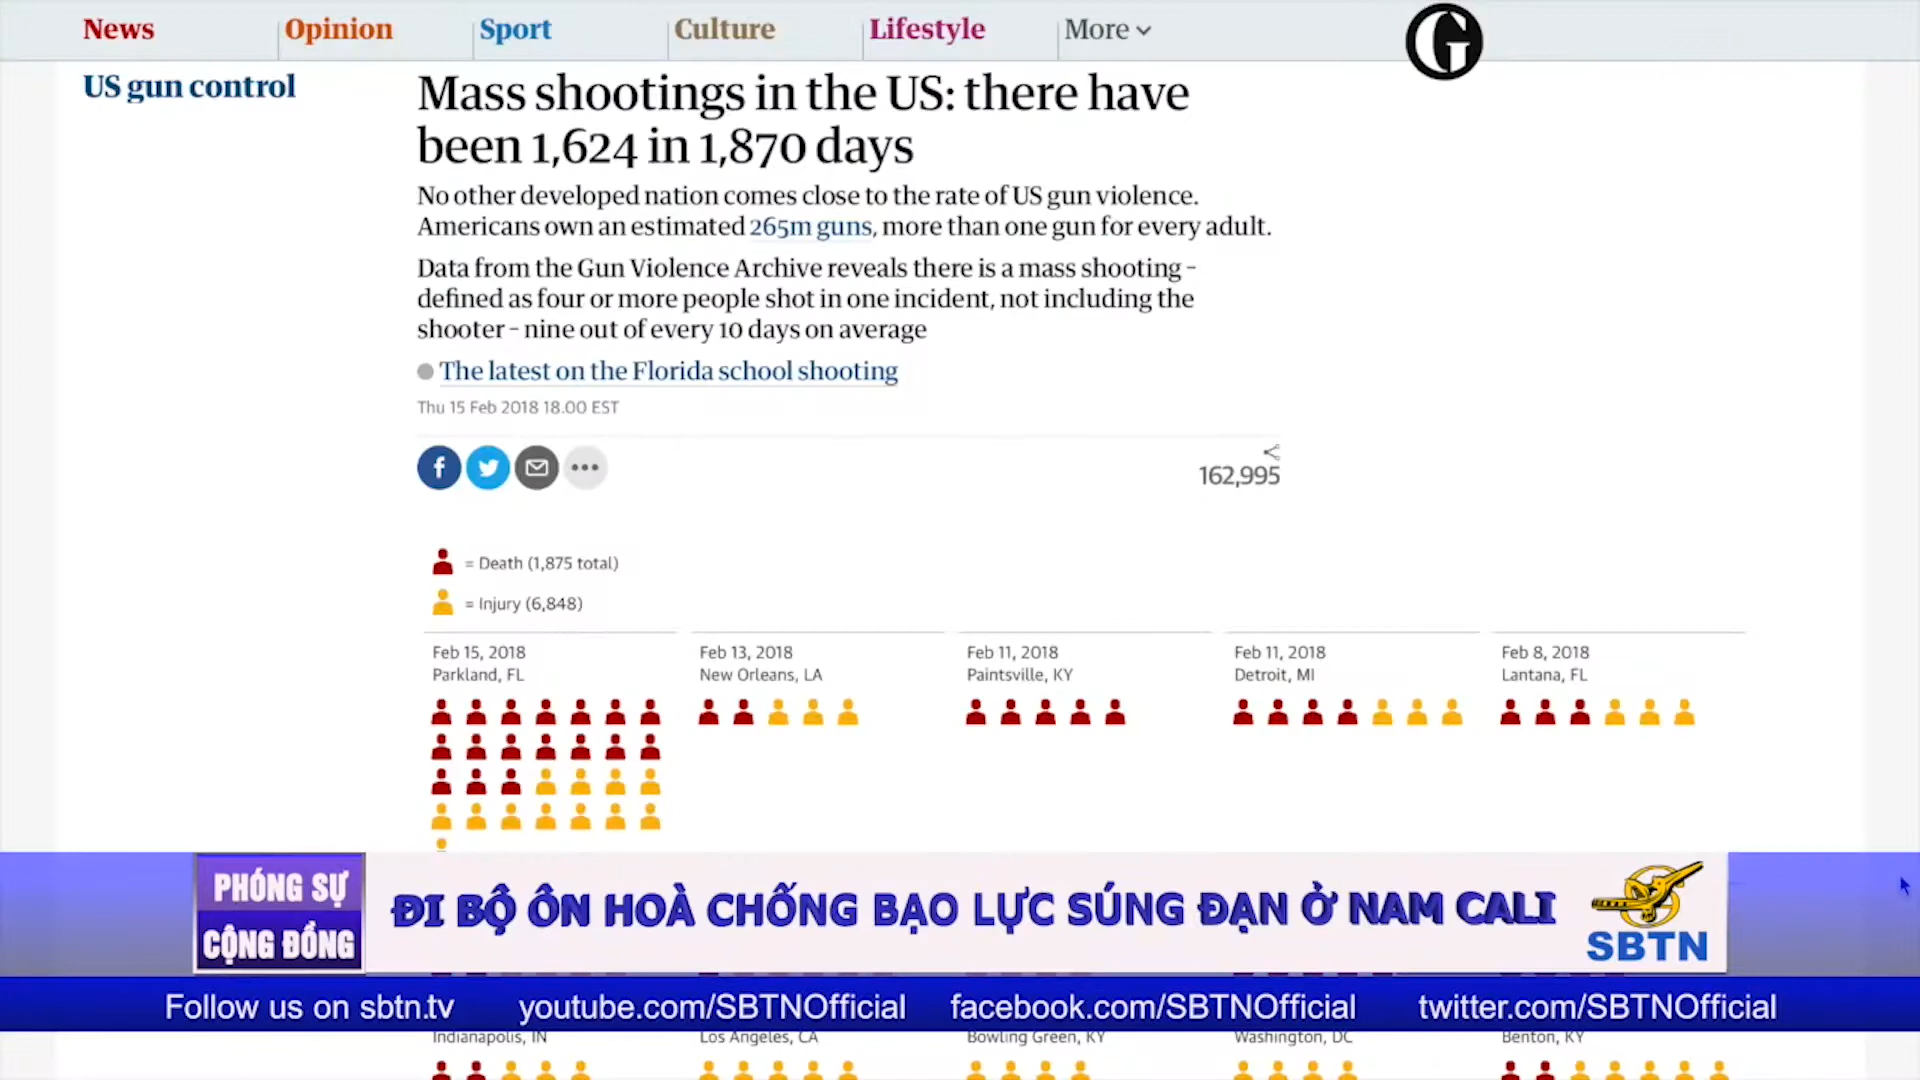 News
Opinion
Sport
Culture
Lifestyle
More
G
US gun control
Mass shootings in the US: there have
been 1,624 in 1,870 days
No other developed nation comes close to the rate of US gun violence.
Americans own an estimated 265m guns, more than one gun for every adult.
Data from the Gun Violence Archive reveals there is a mass shooting –
defined as four or more people shot in one incident, not including the
shooter – nine out of every 10 days on average
The latest on the Florida school shooting
Thu 15 Feb 2018 18.00 EST
162,995
= Death (1,875 total)
= Injury (6,848)
Feb 15, 2018
Parkland, FL
Feb 13, 2018
New Orleans, LA
Feb 11, 2018
Paintsville, KY
Feb 11, 2018
Detroit, MI
Feb 8, 2018
Lantana, FL
PHÓNG SỰ
CỘNG ĐỒNG
ĐI BỘ ÔN HOÀ CHỐNG BẠO LỰC SÚNG ĐẠN Ở NAM CALI
SBTN
Follow us on sbtn.tv
youtube.com/SBTNOfficial
facebook.com/SBTNOfficial
twitter.com/SBTNOfficial
Indianapolis, IN
Los Angeles, CA
Bowling Green, KY
Washington, DC
Benton, KY